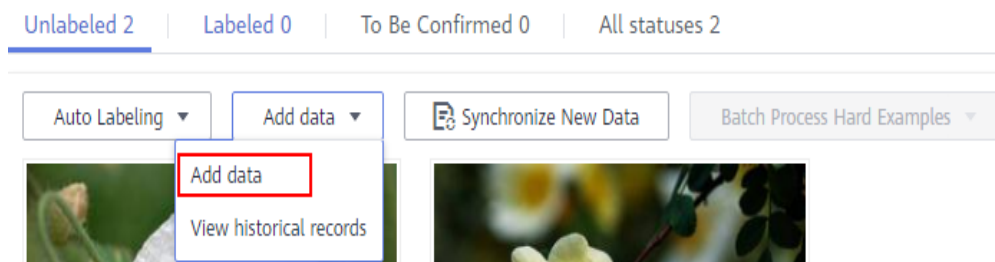 Unlabeled 2 Labeled 0 To Be Confirmed 0 All statuses 2
Auto Labeling Add data Synchronize New Data Batch Process Hard Examples
Add data
View historical records